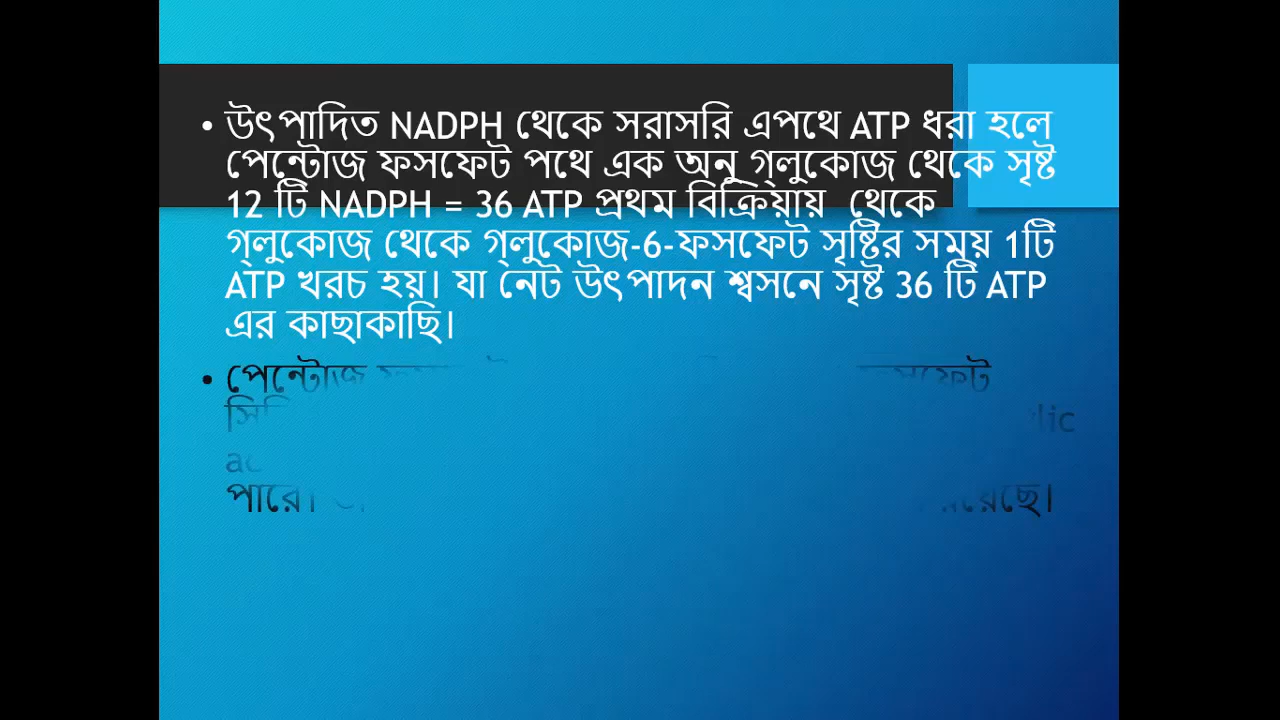 • উৎপাদিত NADPH থেকে সরাসরি এপথে ATP ধরা হলে
পেন্টোজ ফসফেট পথে এক অনু গ্লুকোজ থেকে সৃষ্ট
12 টি NADPH = 36 ATP প্রথম বিক্রিয়ায় থেকে
গ্লুকোজ থেকে গ্লুকোজ-6-ফসফেট সৃষ্টির সময় 1টি
ATP খরচ হয়। যা নেট উৎপাদন শ্বসনে সৃষ্ট 36 টি ATP
এর কাছাকাছি।
• পেন্টোজ ফসফেট
পারে।